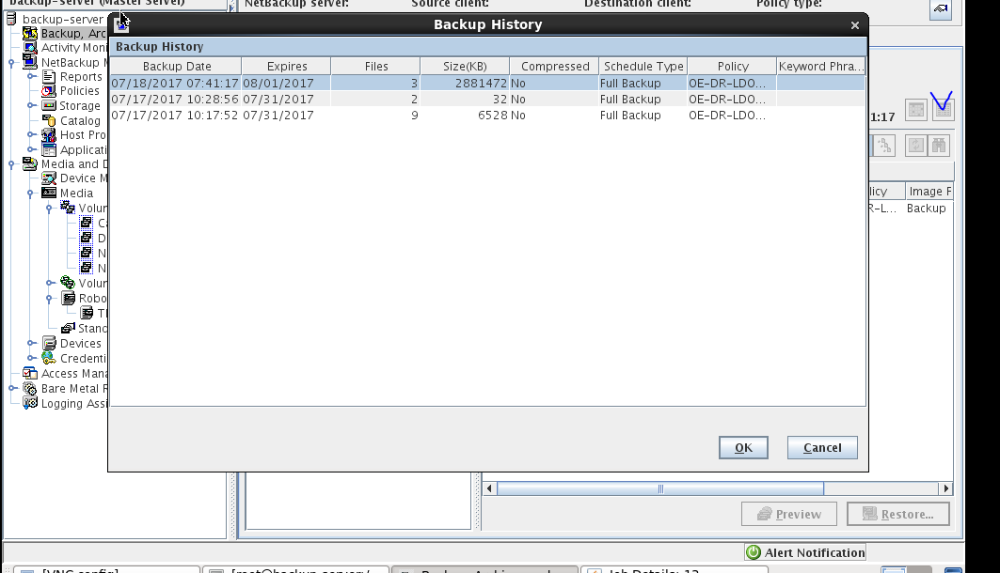 backup-server (Master Server)
NetBackup server:
Source client:
Destination client:
Policy type:
backup-server
Backup, Arc
Activity Moni
NetBackup M
Reports
Policies
Storage
Catalog
Host Pro
Applicati
Media and D
Device M
Media
Volur
C
D
N
N
Volur
Robo
Tl
Stand
Devices
Credenti
Access Mana
Bare Metal R
Logging Assi
Backup History
Backup History
Backup Date Expires Files Size(KB) Compressed Schedule Type Policy Keyword Phra...
07/18/2017 07:41:17 08/01/2017 3 2881472 No Full Backup OE-DR-LDO...
07/17/2017 10:28:56 07/31/2017 2 32 No Full Backup OE-DR-LDO...
07/17/2017 10:17:52 07/31/2017 9 6528 No Full Backup OE-DR-LDO...
OK Cancel
1:17
licy Image F
R-L... Backup
Preview Restore...
Alert Notification
[VNC config]
[root@backup-server:/
Job Details: 13